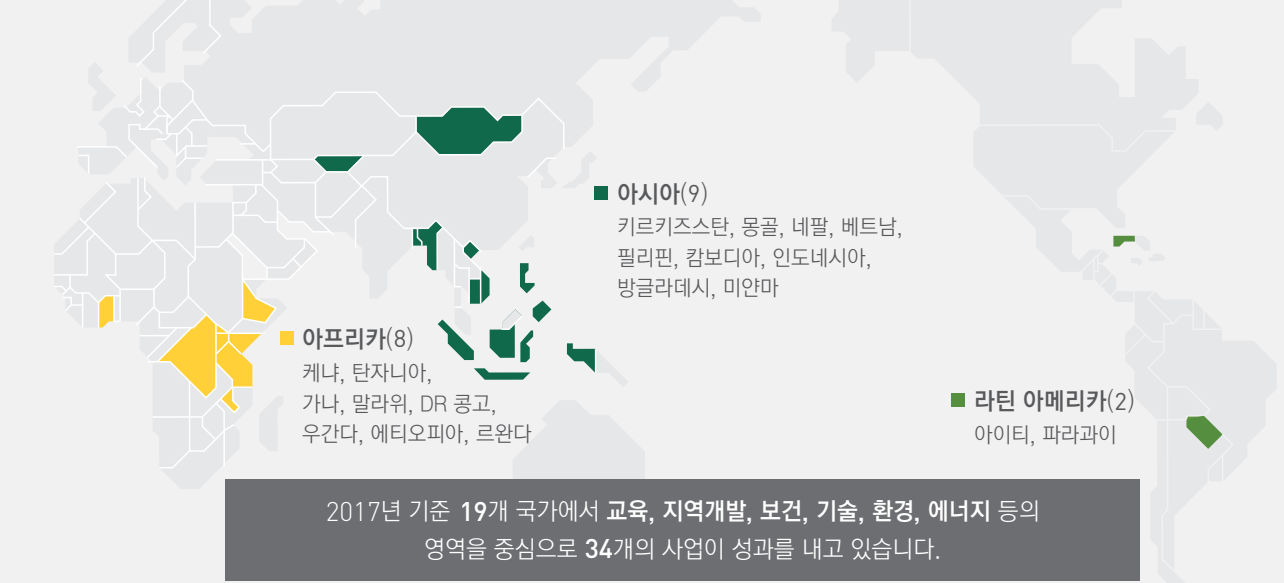 아시아(9)
키르키즈스탄, 몽골, 네팔, 베트남,
필리핀, 캄보디아, 인도네시아,
방글라데시, 미얀마
아프리카(8)
케냐, 탄자니아,
가나, 말라위, DR 콩고,
우간다, 에티오피아, 르완다
라틴 아메리카(2)
아이티, 파라과이
2017년 기준 19개 국가에서 교육, 지역개발, 보건, 기술, 환경, 에너지 등의
영역을 중심으로 34개의 사업이 성과를 내고 있습니다.